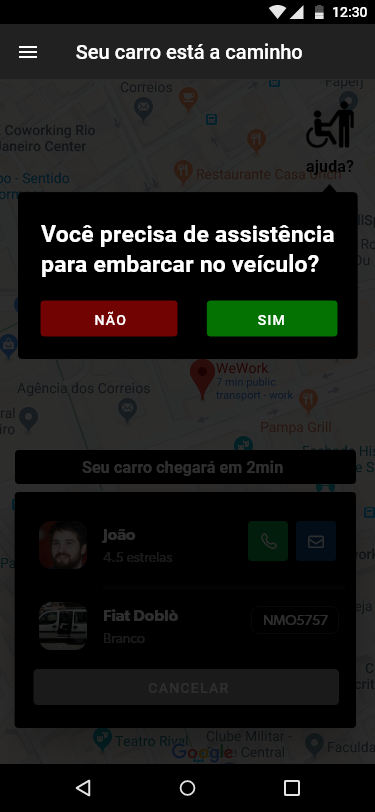 12:30
Seu carro está a caminho
Correios
Coworking Rio
Janeiro Center
ajuda?
Restaurante Casa
- Sentido
Você precisa de assistência
para embarcar no veículo?
NÃO
SIM
WeWork
7 min public
transport - work
Agência dos Correios
Pampa Grill
Seu carro chegará em 2min
João
4.5 estrelas
Fiat Doblò
NMO5757
Branco
CANCELAR
Clube Militar -
Teatro Rival
Google
Central